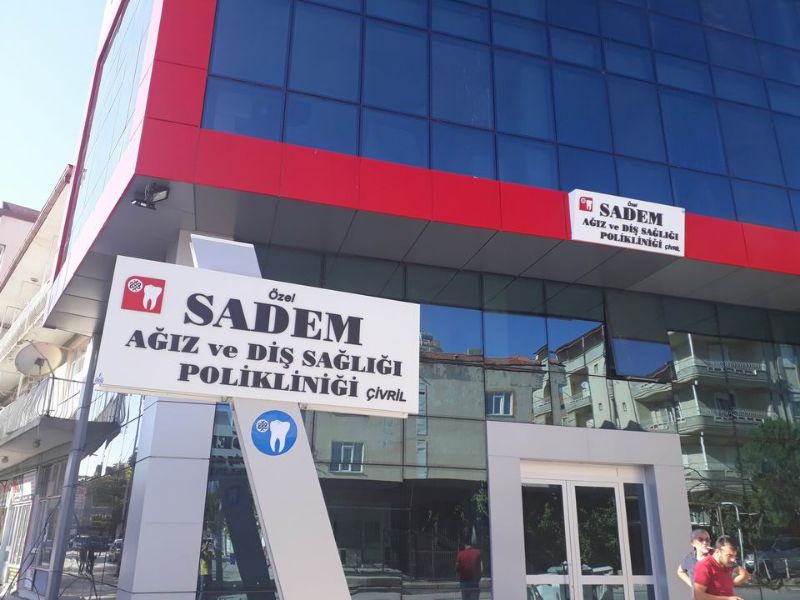 Özel
SADEM
AĞIZ ve DİŞ SAĞLIĞI
POLİKLİNİĞİ ÇİVRİL
Özel
SADEM
AĞIZ ve DİŞ SAĞLIĞI
POLİKLİNİĞİ ÇİVRİL